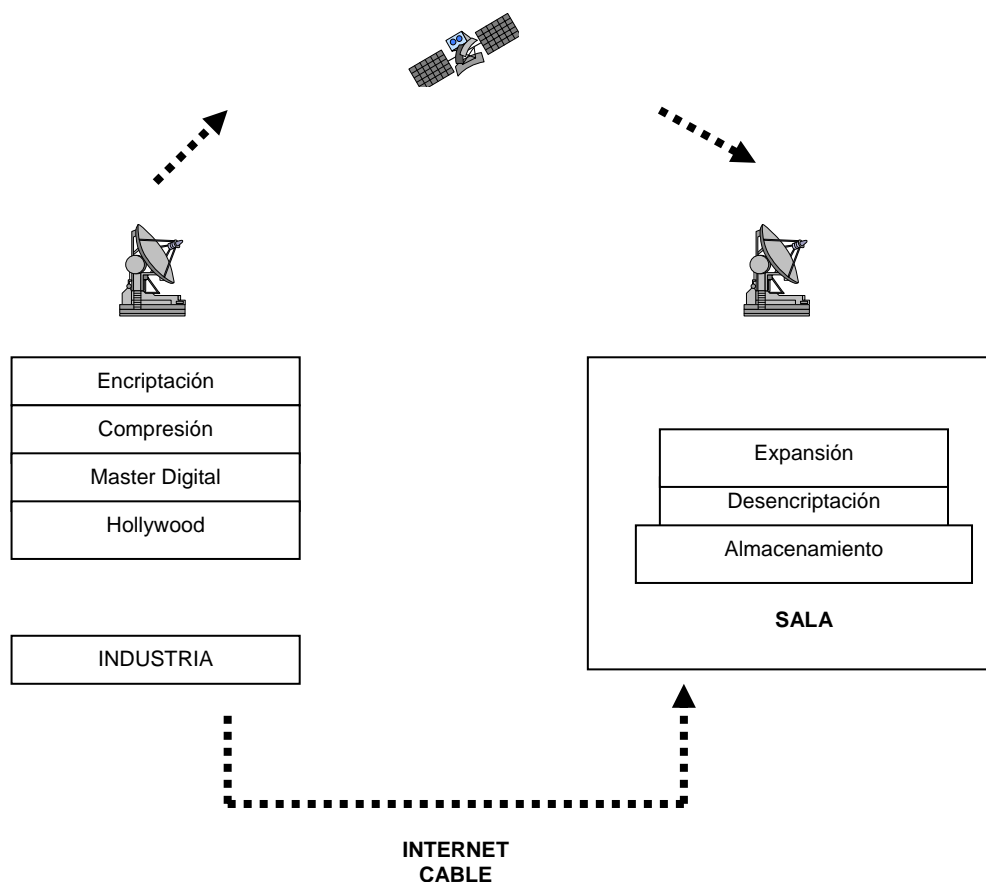 Encriptación
Compresión
Master Digital
Hollywood
INDUSTRIA
Expansión
Desencriptación
Almacenamiento
SALA
INTERNET
CABLE